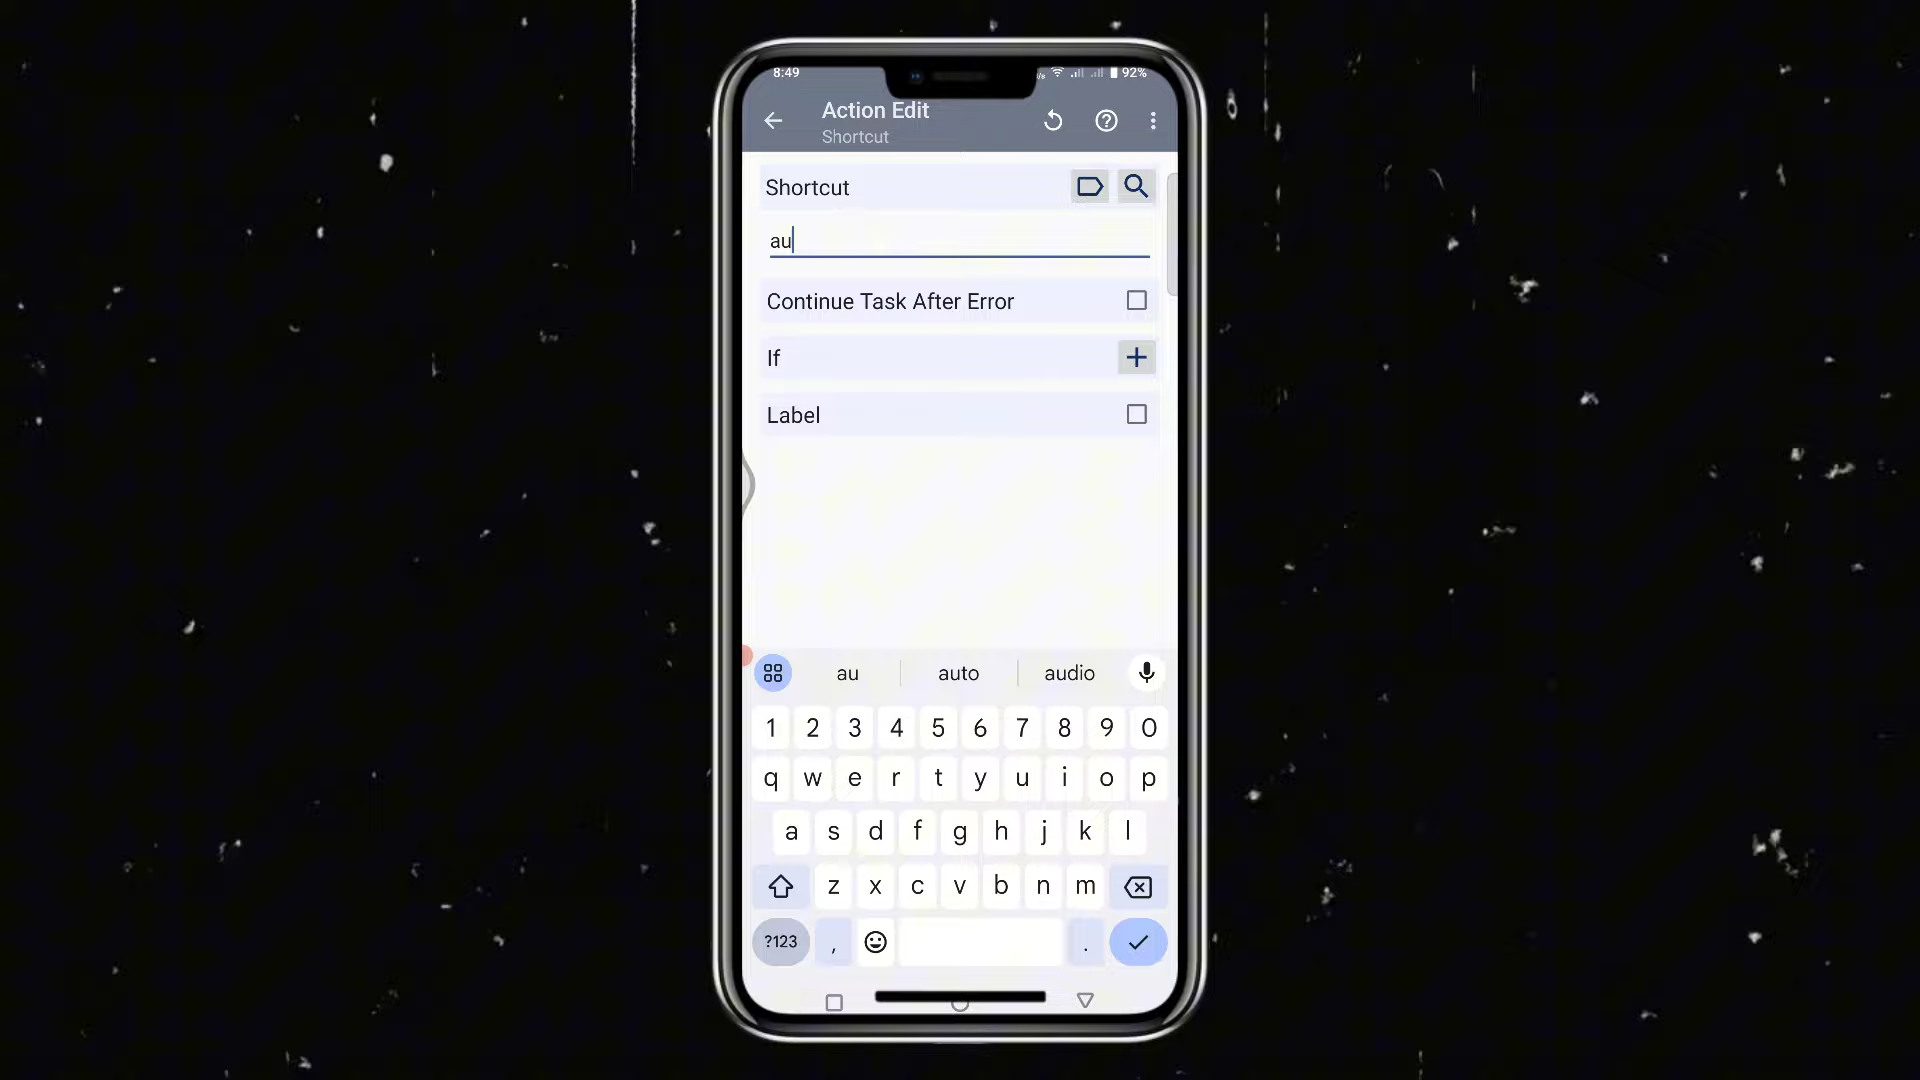 8:49
92%
Action Edit
Shortcut
Shortcut
au
Continue Task After Error
If
Label
au auto audio
1 2 3 4 5 6 7 8 9 0
q w e r t y u i o p
a s d f g h j k l
z x c v b n m
?123 , .